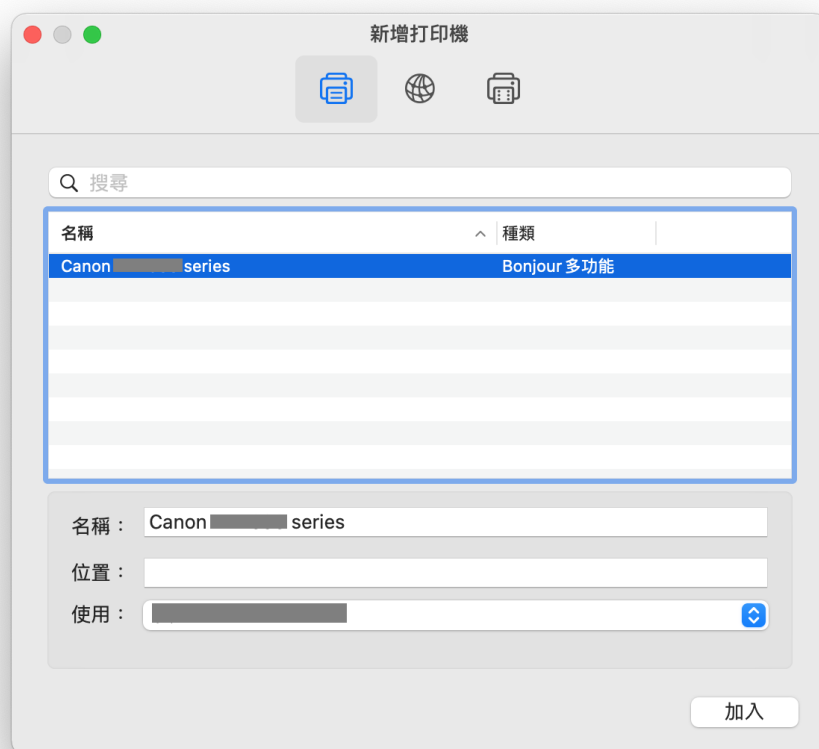 新增打印機
搜尋
名稱 種類
Canon series Bonjour 多功能
名稱： Canon series
位置：
使用：
加入